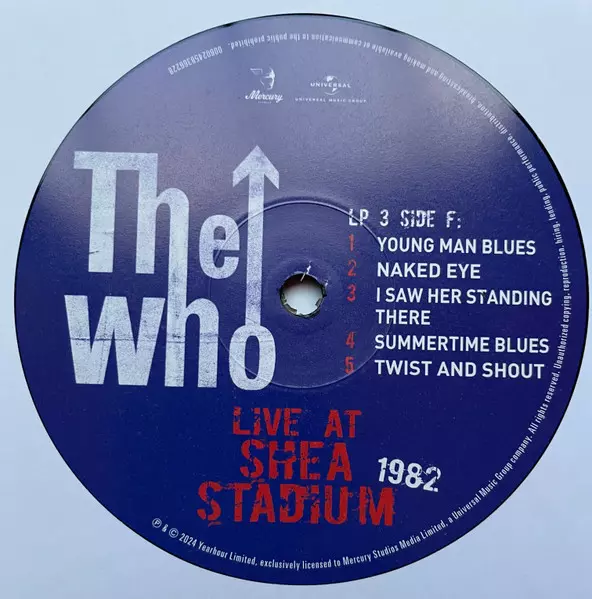 Mercury
UNIVERSAL
UNIVERSAL MUSIC GROUP
The
Who
LP 3 SIDE F:
1 YOUNG MAN BLUES
2 NAKED EYE
3 I SAW HER STANDING
THERE
4 SUMMERTIME BLUES
5 TWIST AND SHOUT
LIVE AT
SHEA
STADIUM
1982
℗ & © 2024 Yearhour Limited, exclusively licensed to Mercury Studios Media Limited, a Universal Music Group company. All rights reserved. Unauthorized copying, reproduction, hiring, lending, public performance, distribution, broadcasting and making available of communication to the public prohibited.